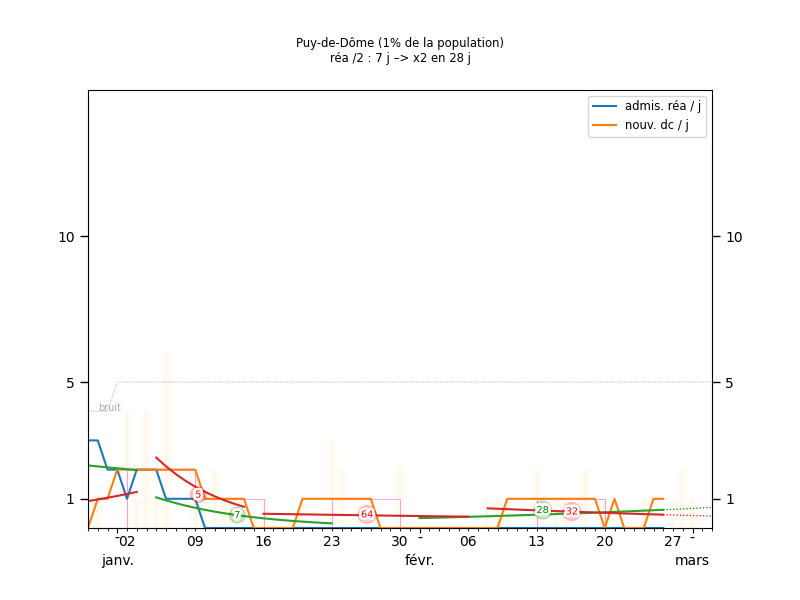 Puy-de-Dôme (1% de la population)
réa /2 : 7 j –> x2 en 28 j
admis. réa / j
nouv. dc / j
10 10
5 5
bruit
1 1
5 7 64 28 32
02 09 16 23 30 06 13 20 27
janv. févr. mars